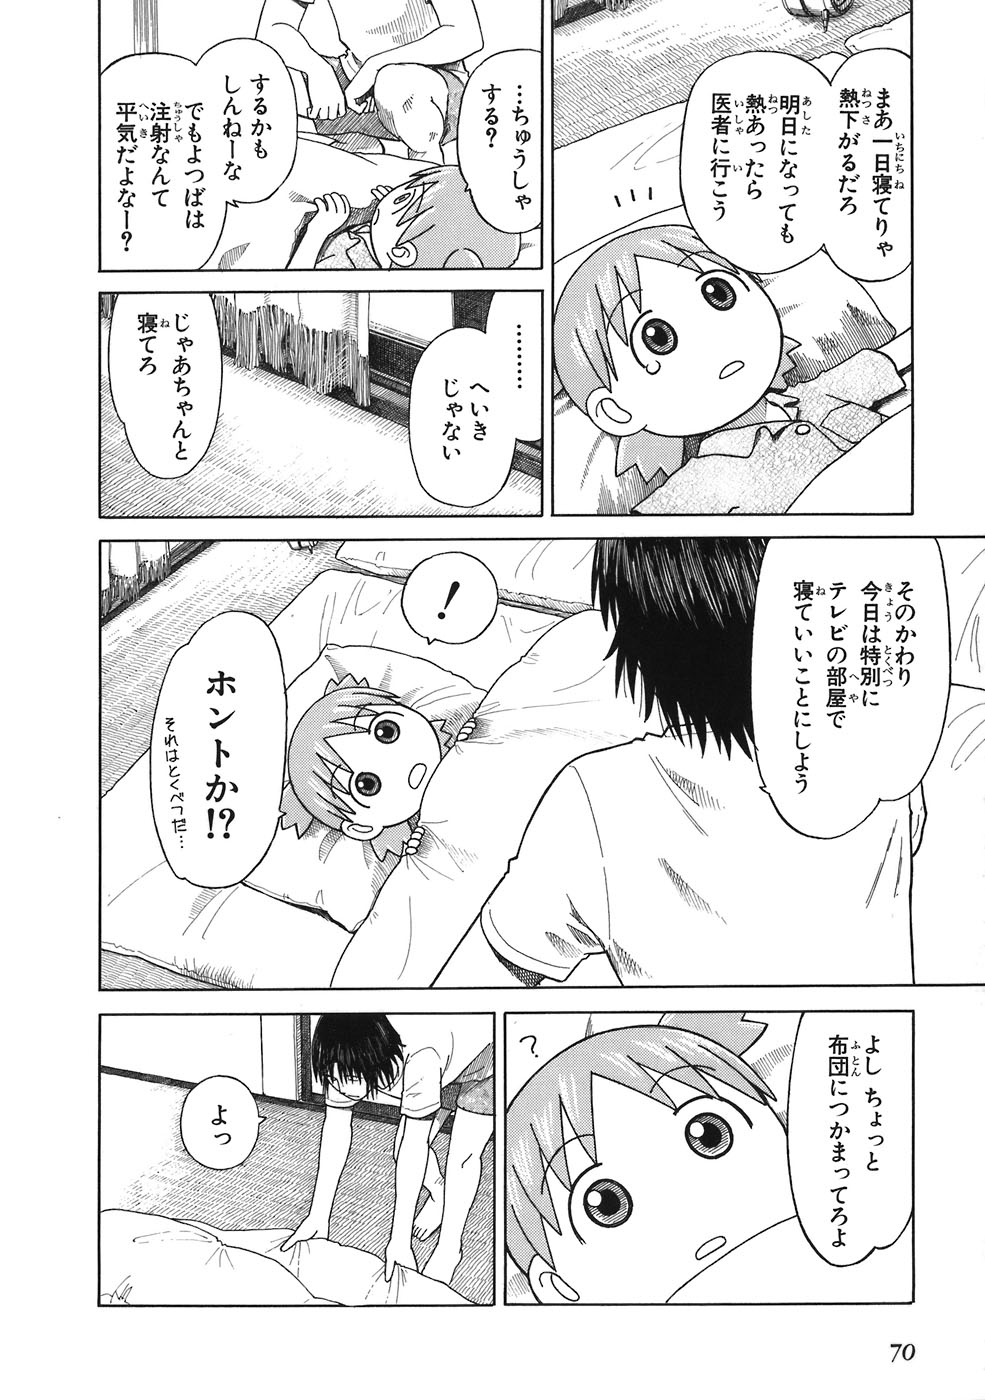 まあ一日寝てりゃ
熱下がるだろ
明日になっても
熱あったら
医者に行こう
…ちゅうしゃ
する？
するかも
しんねーな
でもよつばは
注射なんて
平気だよなー？
………
へいき
じゃない
じゃあちゃんと
寝てろ
そのかわり
今日は特別に
テレビの部屋で
寝ていいことにしよう
！
ホントか!?
それはとくべつだ…
よし ちょっと
布団につかまってろよ
？
よっ
70